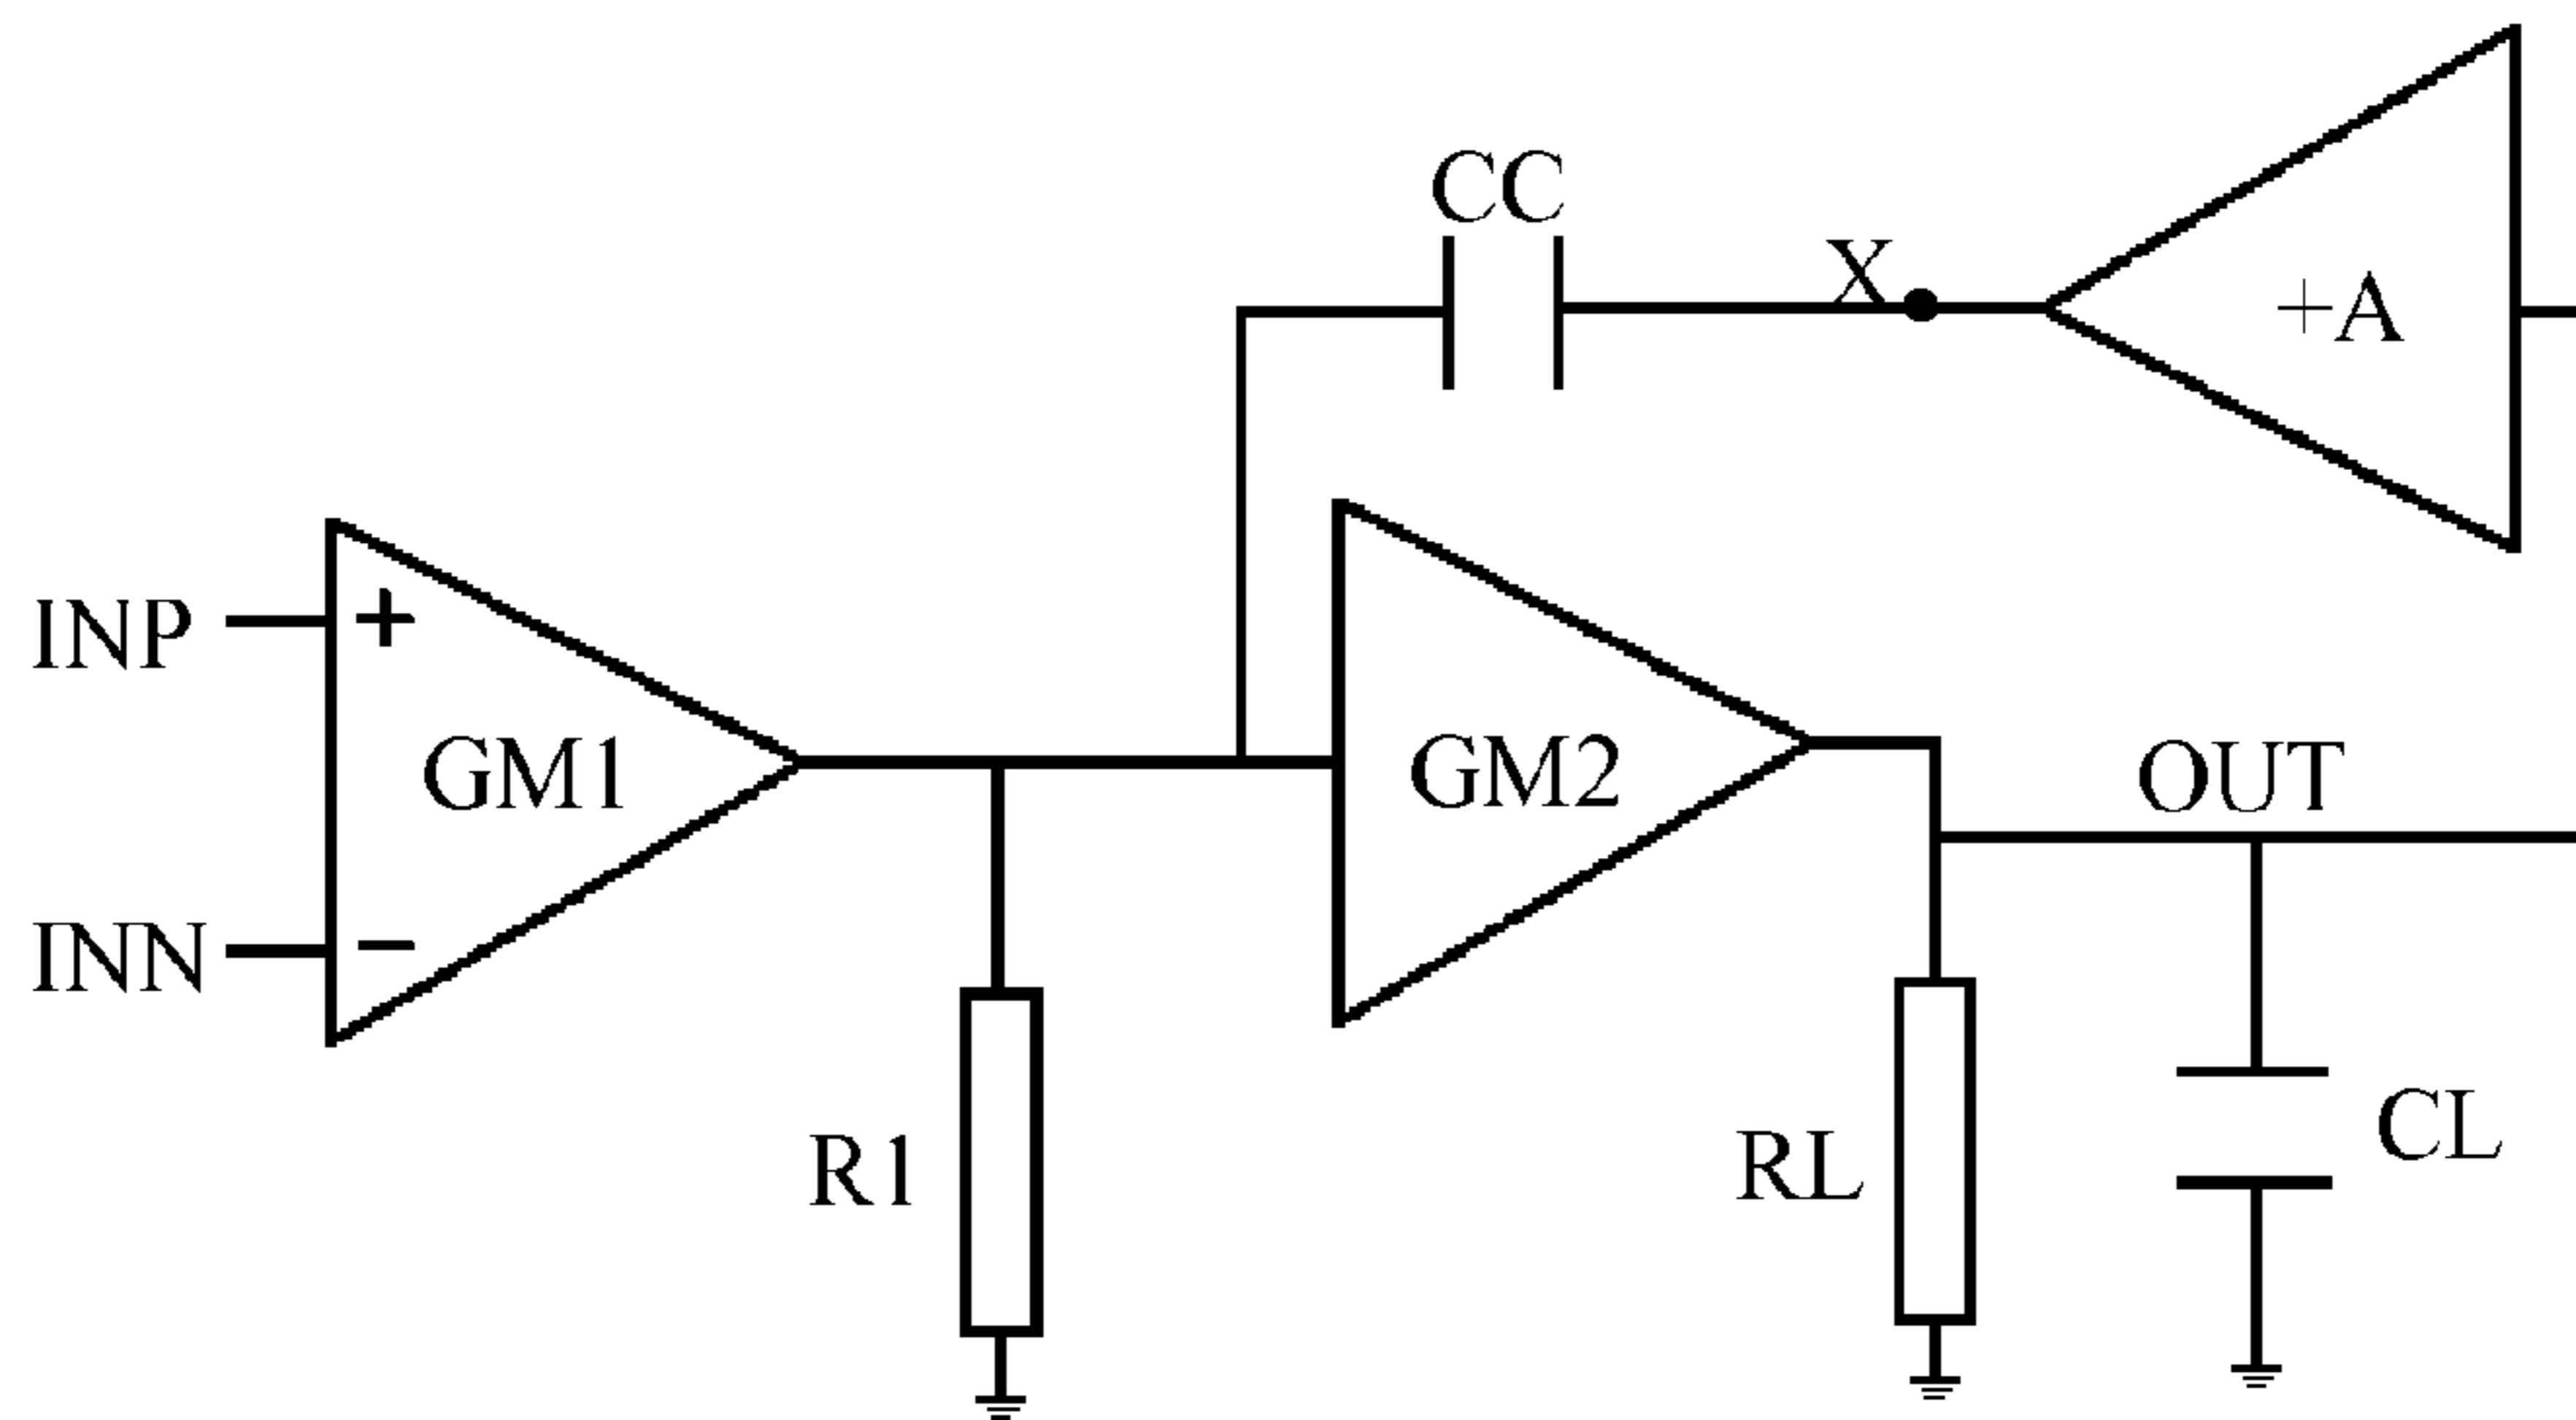 CC
X
+A
INP
+
GM1
GM2
OUT
INN
−
R1
RL
CL